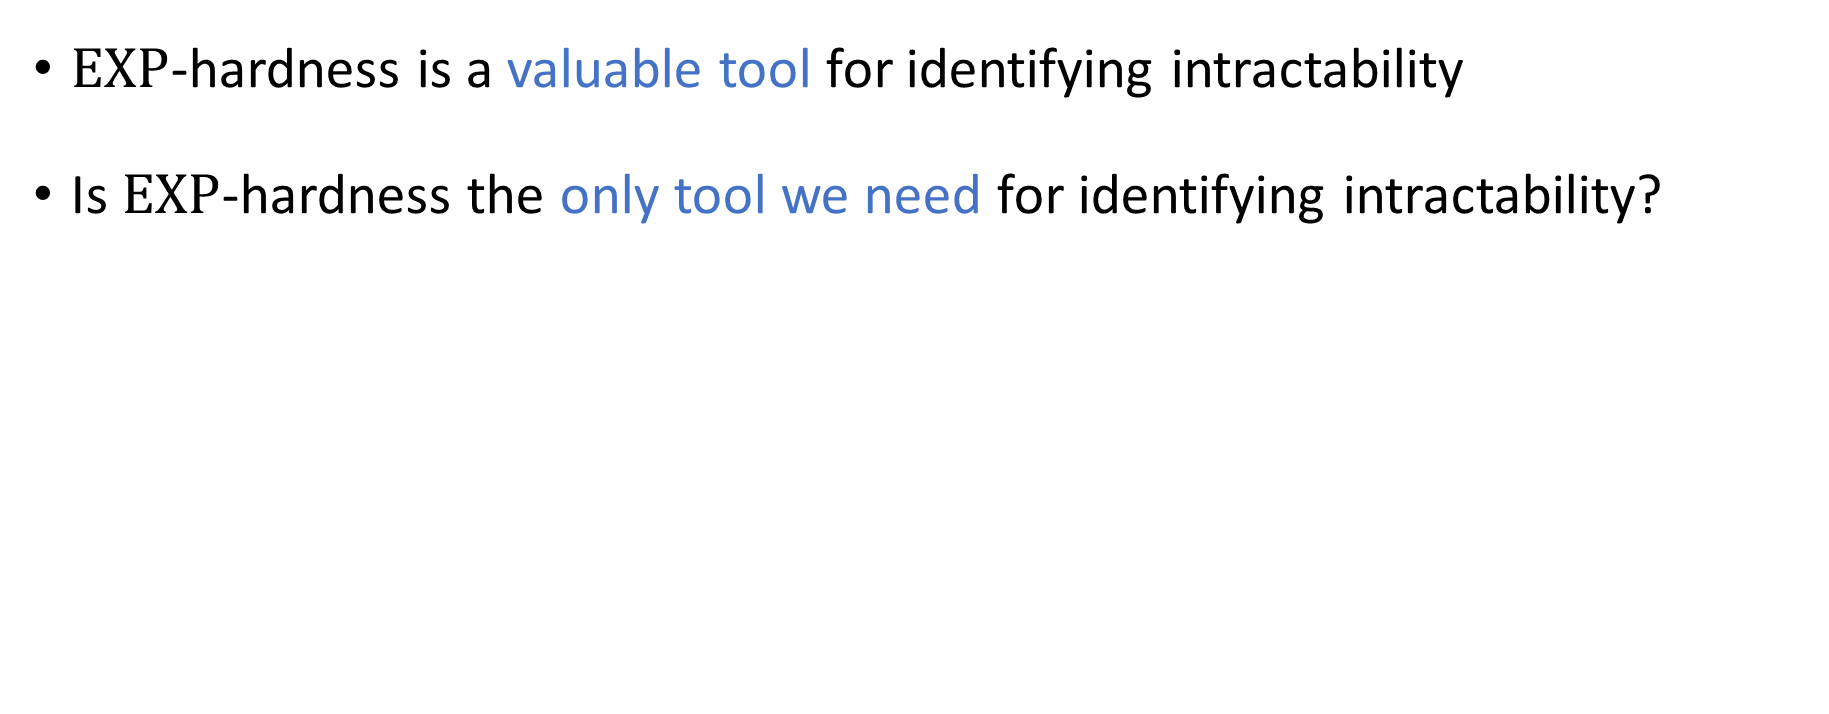 • EXP-hardness is a valuable tool for identifying intractability
• Is EXP-hardness the only tool we need for identifying intractability?